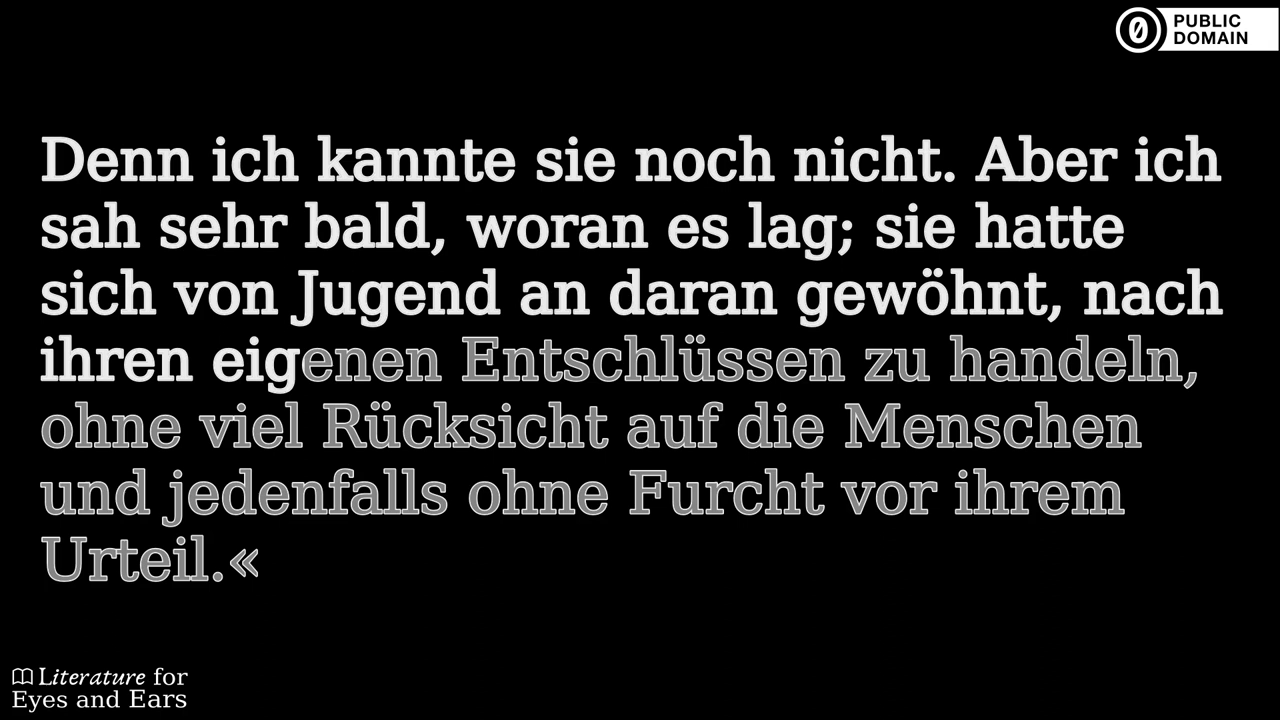 PUBLIC
DOMAIN
Denn ich kannte sie noch nicht. Aber ich
sah sehr bald, woran es lag; sie hatte
sich von Jugend an daran gewöhnt, nach
ihren eigenen Entschlüssen zu handeln,
ohne viel Rücksicht auf die Menschen
und jedenfalls ohne Furcht vor ihrem
Urteil.«
Literature for
Eyes and Ears